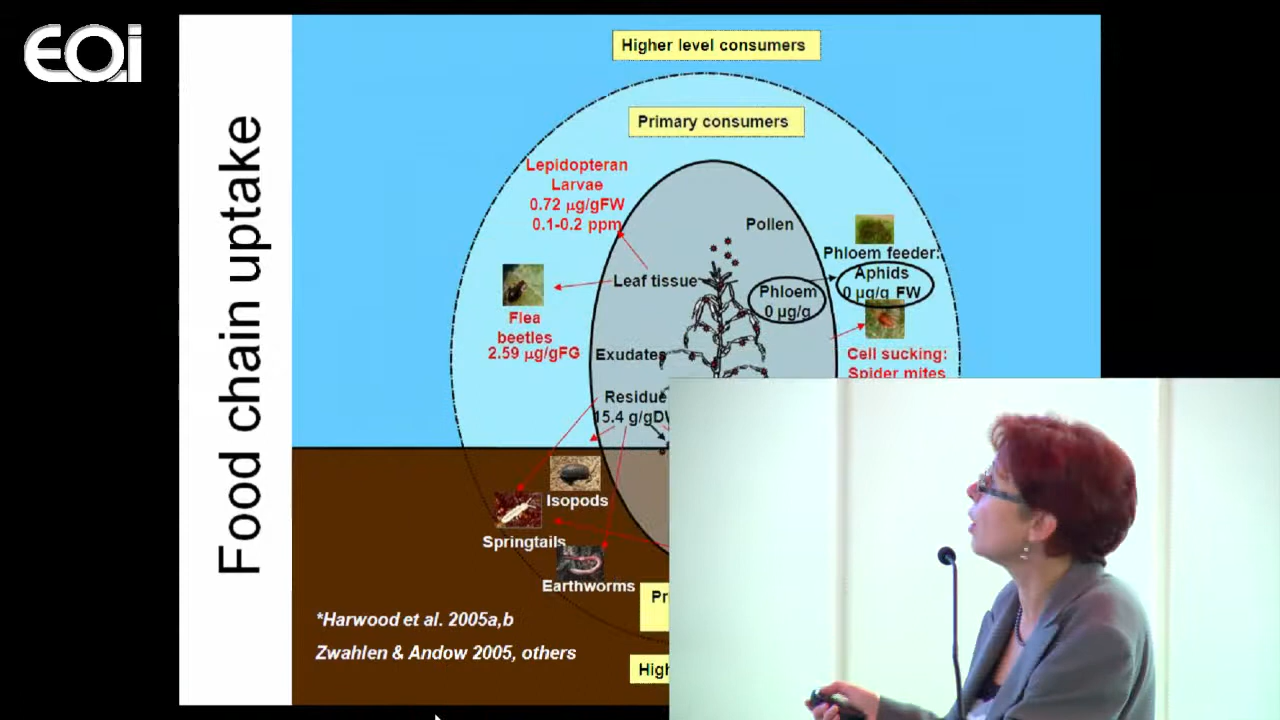 EOi
Food chain uptake
Higher level consumers
Primary consumers
Lepidopteran
Larvae
0.72 µg/gFW
0.1-0.2 ppm
Pollen
Phloem feeder:
Aphids
0 µg/g FW
Leaf tissue
Phloem
0 µg/g
Flea
beetles
2.59 µg/gFG
Exudates
Cell sucking:
Spider mites
Residue
15.4 g/gD
Isopods
Springtails
Earthworms
Pr
*Harwood et al. 2005a,b
Zwahlen & Andow 2005, others
High